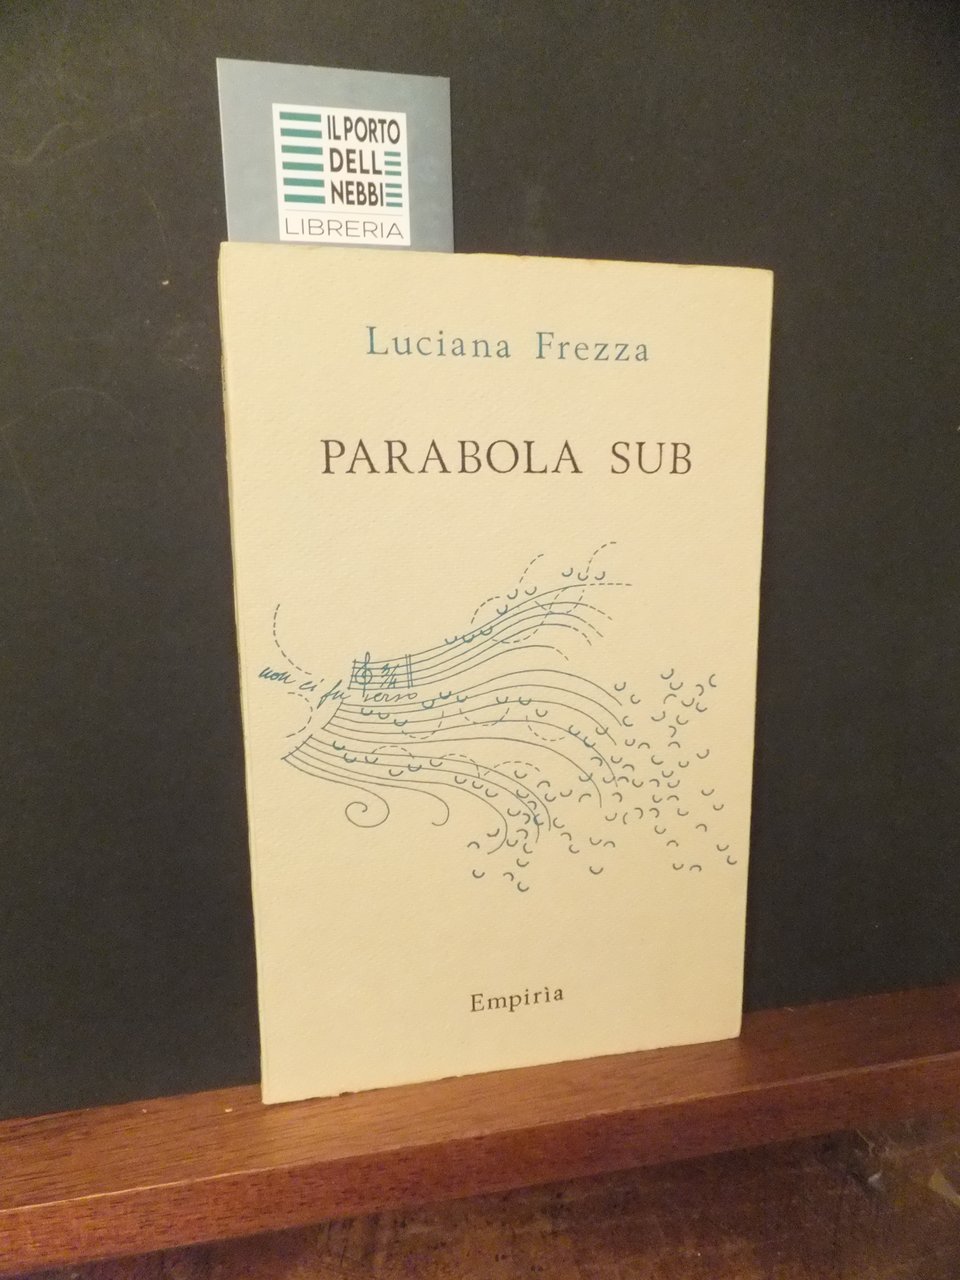 IL PORTO
DELLE
NEBBIE
LIBRERIA
Luciana Frezza
PARABOLA SUB
non ci fu verso
Empirìa